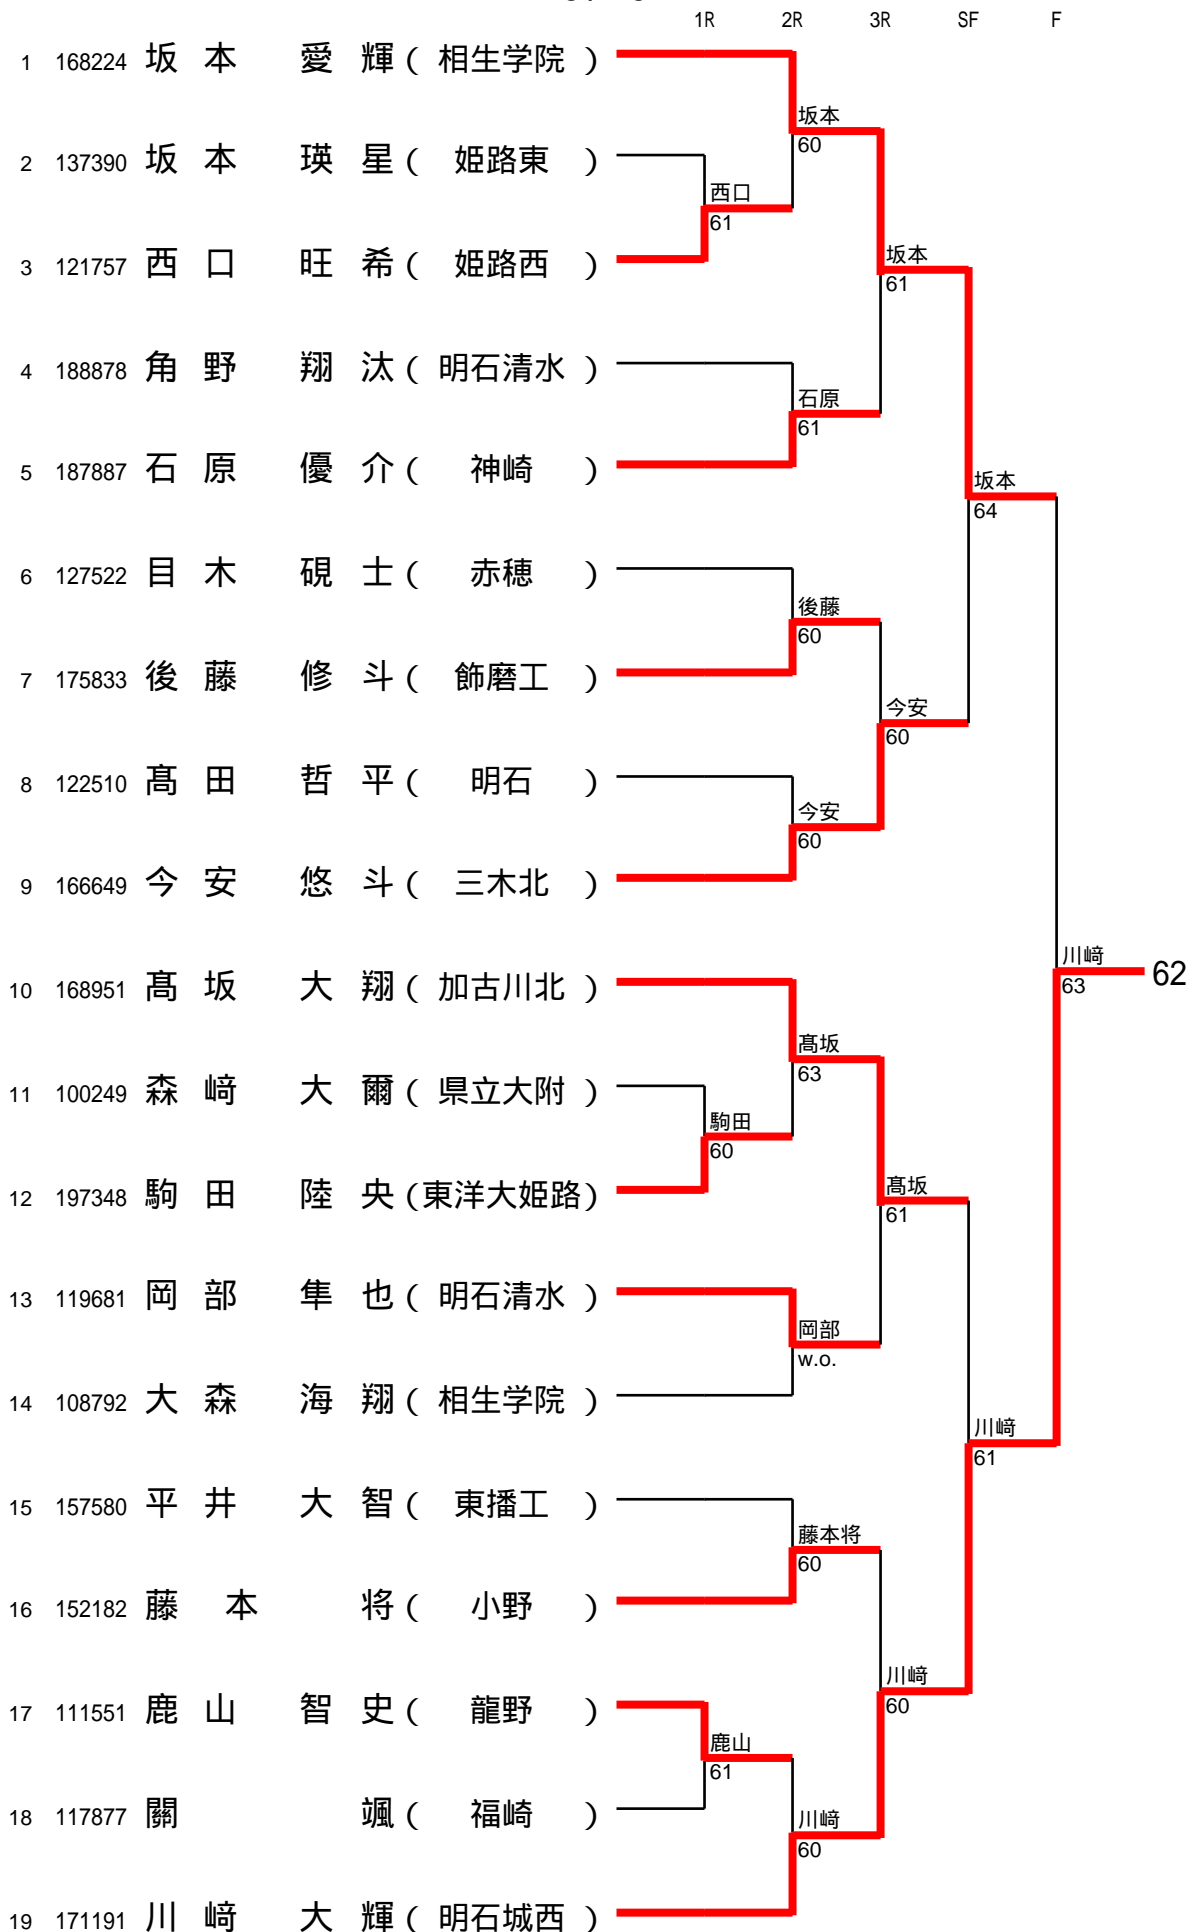 1R 2R 3R SF F
1 168224 坂本 愛輝 ( 相生学院 )
坂本
60
2 137390 坂本 瑛星 ( 姫路東 )
西口
61
3 121757 西口 旺希 ( 姫路西 )
坂本
61
4 188878 角野 翔汰 ( 明石清水 )
石原
61
5 187887 石原 優介 ( 神崎 )
坂本
64
6 127522 目木 硯士 ( 赤穂 )
後藤
60
7 175833 後藤 修斗 ( 飾磨工 )
今安
60
8 122510 髙田 哲平 ( 明石 )
今安
60
9 166649 今安 悠斗 ( 三木北 )
川﨑
63
62
10 168951 髙坂 大翔 ( 加古川北 )
髙坂
63
11 100249 森﨑 大爾 ( 県立大附 )
駒田
60
12 197348 駒田 陸央 (東洋大姫路)
髙坂
61
13 119681 岡部 隼也 ( 明石清水 )
岡部
w.o.
14 108792 大森 海翔 ( 相生学院 )
川﨑
61
15 157580 平井 大智 ( 東播工 )
藤本将
60
16 152182 藤本 将 ( 小野 )
川﨑
60
17 111551 鹿山 智史 ( 龍野 )
鹿山
61
18 117877 關 颯 ( 福崎 )
川﨑
60
19 171191 川﨑 大輝 ( 明石城西 )